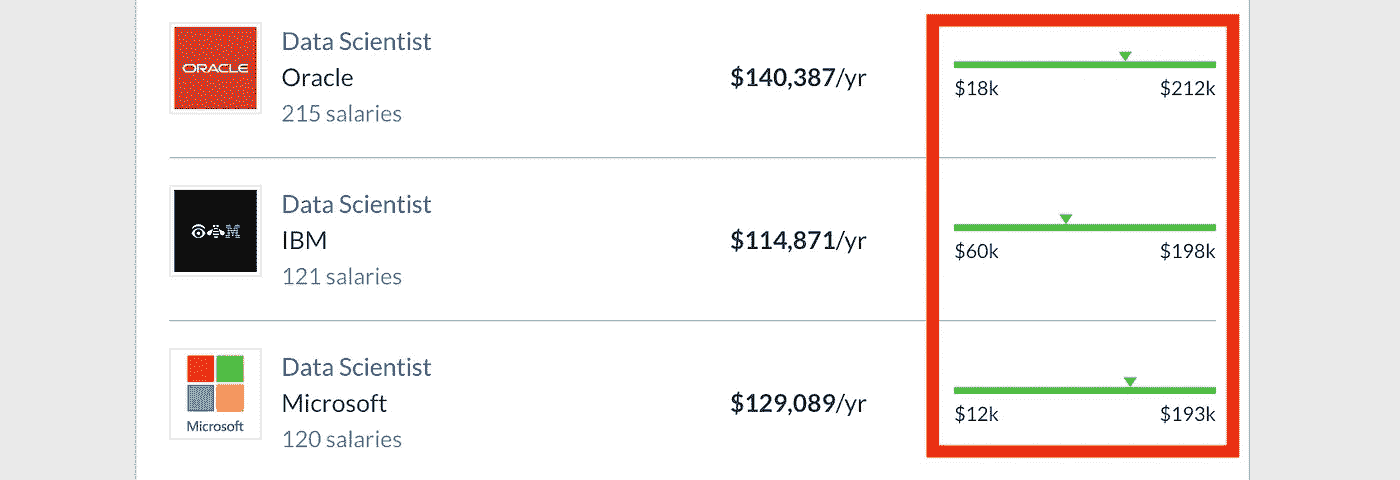 ORACLE
Data Scientist
Oracle
215 salaries
$140,387/yr
$18k $212k
Data Scientist
IBM
121 salaries
$114,871/yr
$60k $198k
Microsoft
Data Scientist
Microsoft
120 salaries
$129,089/yr
$12k $193k